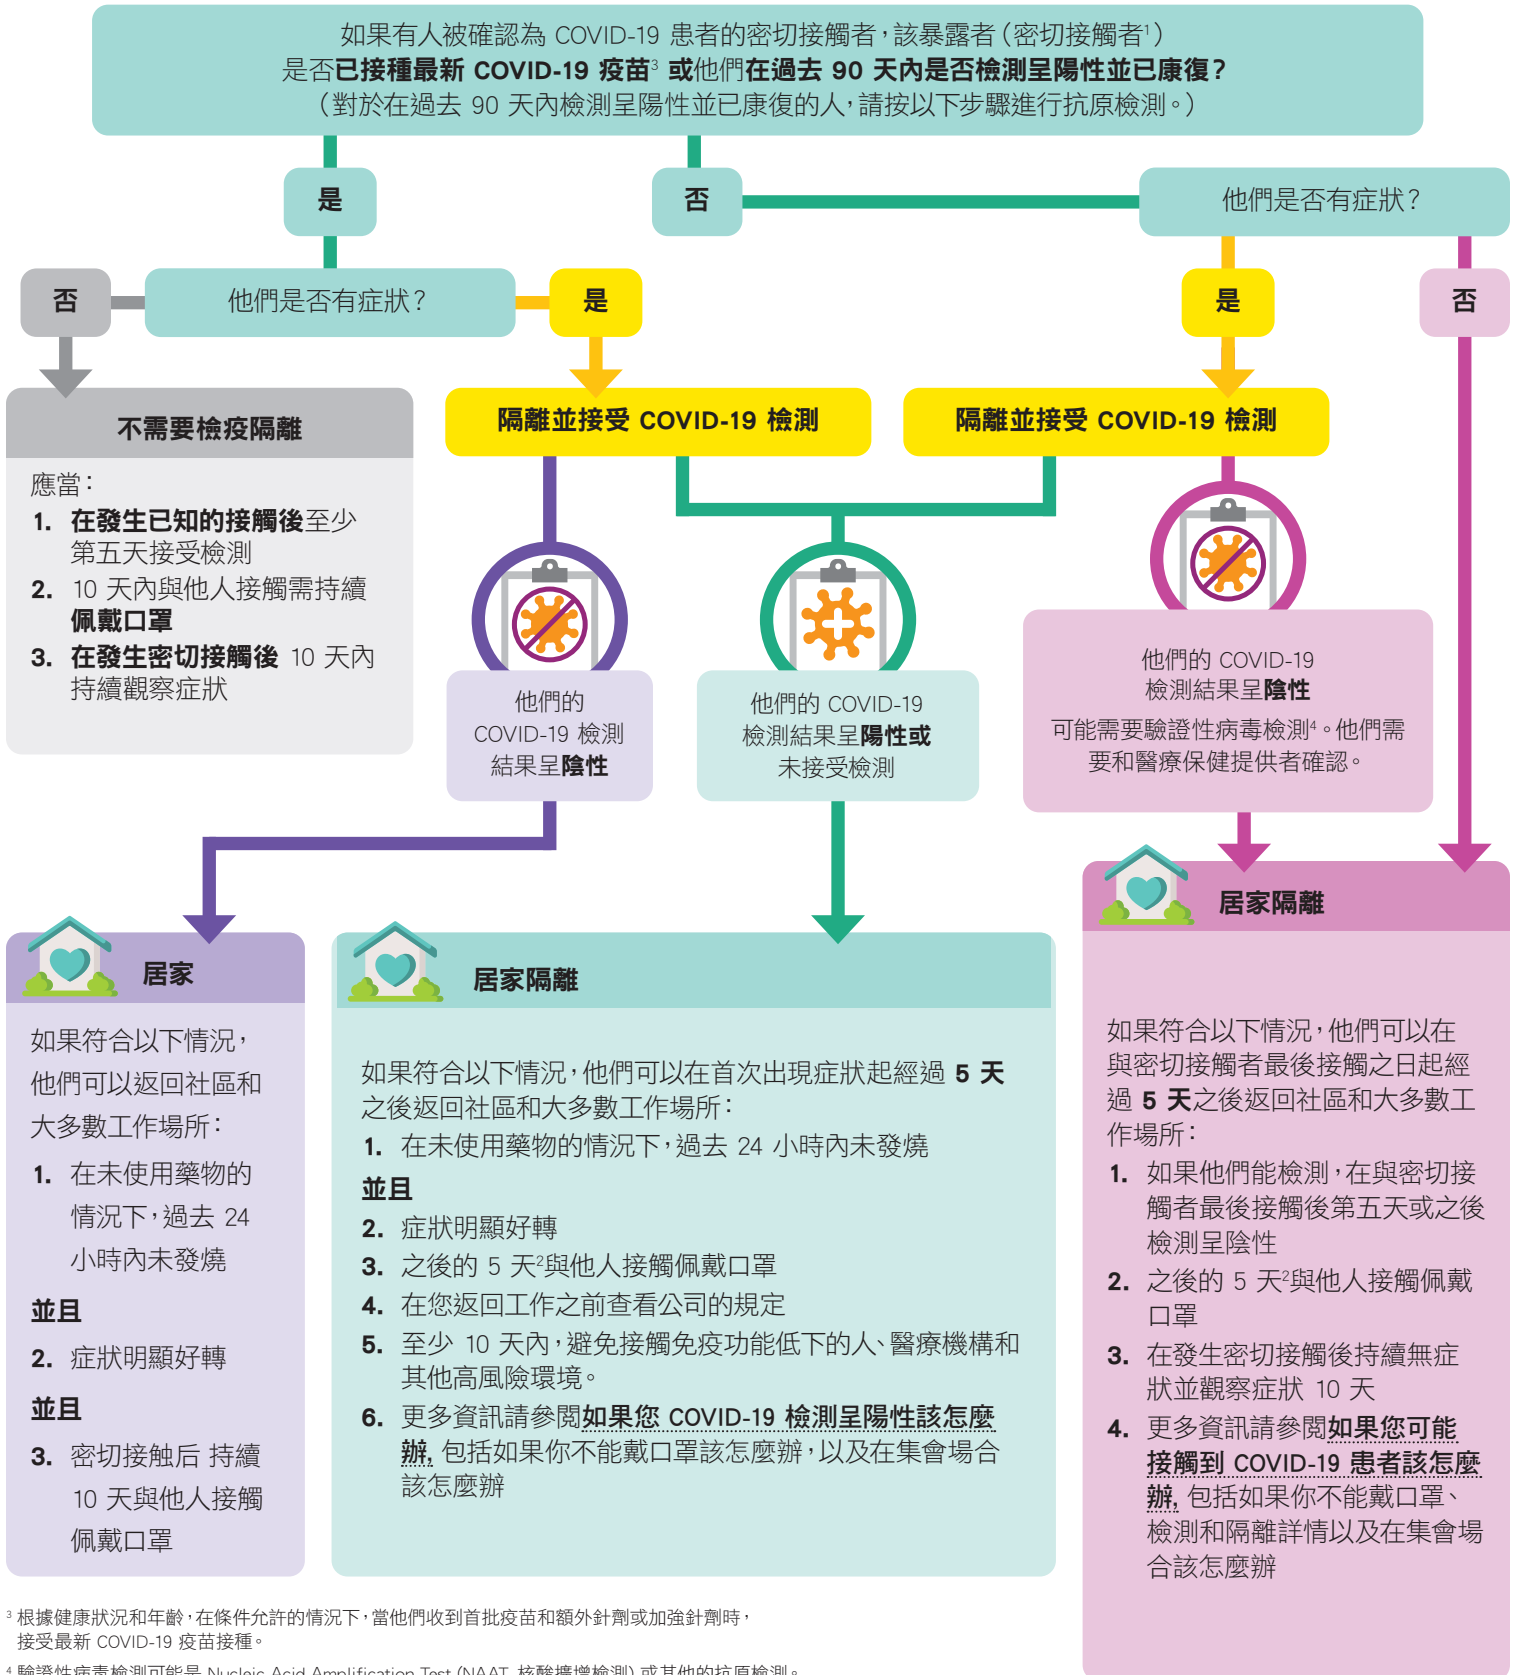 如果有人被確認為 COVID-19 患者的密切接觸者，該暴露者（密切接觸者¹）
是否已接種最新 COVID-19 疫苗³ 或他們在過去 90 天內是否檢測呈陽性並已康復？
（對於在過去 90 天內檢測呈陽性並已康復的人，請按以下步驟進行抗原檢測。）
是
否
他們是否有症狀？
否
他們是否有症狀？
是
是
否
不需要檢疫隔離
應當：
1. 在發生已知的接觸後至少
第五天接受檢測
2. 10 天內與他人接觸需持續
佩戴口罩
3. 在發生密切接觸後 10 天內
持續觀察症狀
隔離並接受 COVID-19 檢測
隔離並接受 COVID-19 檢測
他們的
COVID-19 檢測
結果呈陰性
他們的 COVID-19
檢測結果呈陽性或
未接受檢測
他們的 COVID-19
檢測結果呈陰性
可能需要驗證性病毒檢測⁴。他們需
要和醫療保健提供者確認。
居家
如果符合以下情況，
他們可以返回社區和
大多數工作場所：
1. 在未使用藥物的
情況下，過去 24
小時內未發燒
並且
2. 症狀明顯好轉
並且
3. 密切接触后 持續
10 天與他人接觸
佩戴口罩
居家隔離
如果符合以下情況，他們可以在首次出現症狀起經過 5 天
之後返回社區和大多數工作場所：
1. 在未使用藥物的情況下，過去 24 小時內未發燒
並且
2. 症狀明顯好轉
3. 之後的 5 天²與他人接觸佩戴口罩
4. 在您返回工作之前查看公司的規定
5. 至少 10 天內，避免接觸免疫功能低下的人、醫療機構和
其他高風險環境。
6. 更多資訊請參閱如果您 COVID-19 檢測呈陽性該怎麼
辦, 包括如果你不能戴口罩該怎麼辦，以及在集會場合
該怎麼辦
居家隔離
如果符合以下情況，他們可以在
與密切接觸者最後接觸之日起經
過 5 天之後返回社區和大多數工
作場所：
1. 如果他們能檢測，在與密切接
觸者最後接觸後第五天或之後
檢測呈陰性
2. 之後的 5 天²與他人接觸佩戴
口罩
3. 在發生密切接觸後持續無症
狀並觀察症狀 10 天
4. 更多資訊請參閱如果您可能
接觸到 COVID-19 患者該怎麼
辦, 包括如果你不能戴口罩、
檢測和隔離詳情以及在集會場
合該怎麼辦
³ 根據健康狀況和年齡，在條件允許的情況下，當他們收到首批疫苗和額外針劑或加強針劑時，
接受最新 COVID-19 疫苗接種。
⁴ 驗證性病毒檢測可能是 Nucleic Acid Amplification Test (NAAT, 核酸擴增檢測) 或其他的抗原檢測。